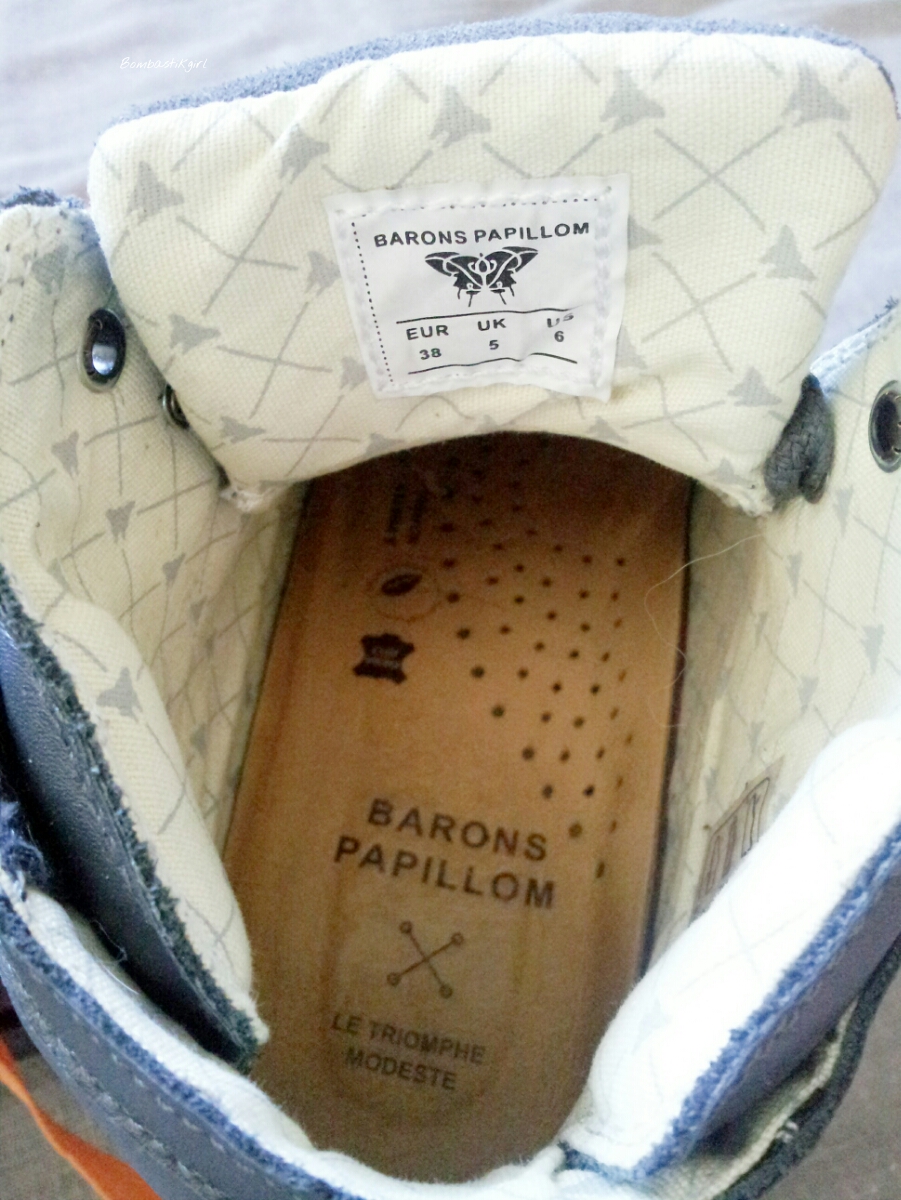 Bombastikgirl
BARONS PAPILLOM
EUR UK US
38 5 6
BARONS
PAPILLOM
LE TRIOMPHE
MODESTE